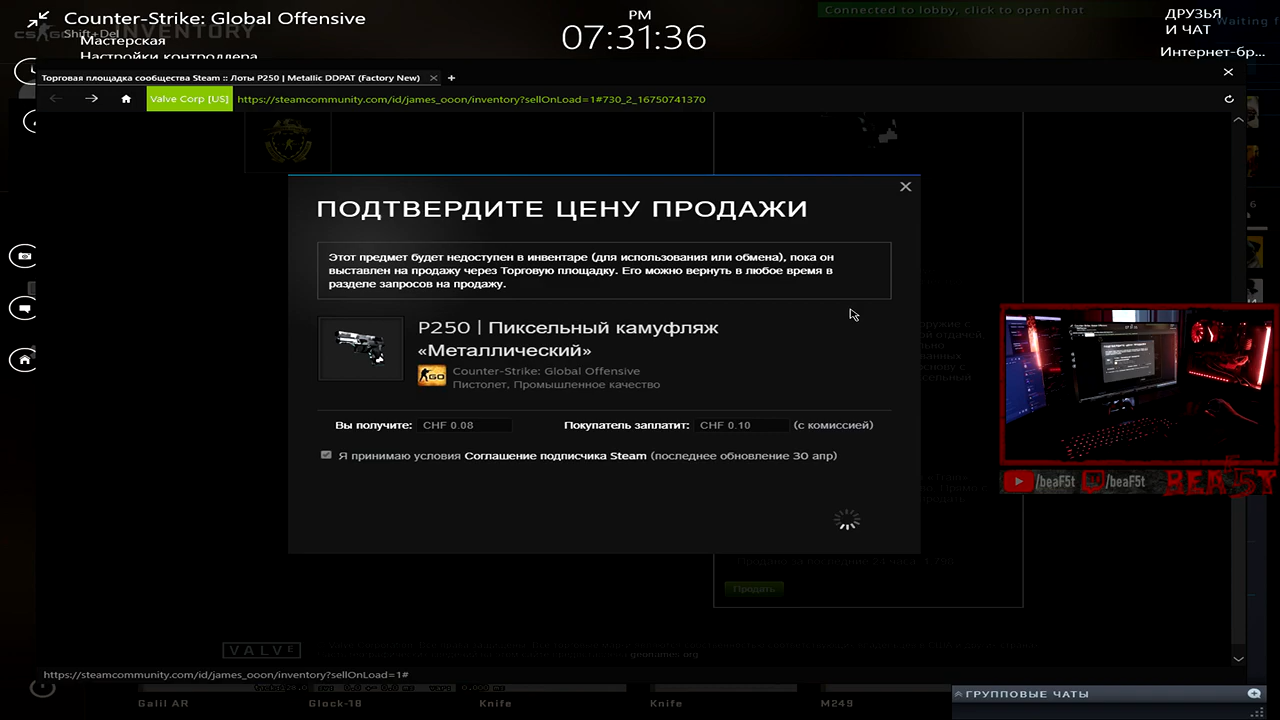 Counter-Strike: Global Offensive
Shift+Del
Мастерская
Настройки контроллера
INVENTORY
PM
07:31:36
Connected to lobby, click to open chat
ДРУЗЬЯ
И ЧАТ
Waiting f
Интернет-бр...
Торговая площадка сообщества Steam :: Лоты P250 | Metallic DDPAT (Factory New)
Valve Corp [US]
https://steamcommunity.com/id/james_ooon/inventory?sellOnLoad=1#730_2_16750741370
ПОДТВЕРДИТЕ ЦЕНУ ПРОДАЖИ
Этот предмет будет недоступен в инвентаре (для использования или обмена), пока он
выставлен на продажу через Торговую площадку. Его можно вернуть в любое время в
разделе запросов на продажу.
P250 | Пиксельный камуфляж
«Металлический»
Counter-Strike: Global Offensive
Пистолет, Промышленное качество
Вы получите: CHF 0.08 Покупатель заплатит: CHF 0.10 (с комиссией)
Я принимаю условия Соглашение подписчика Steam (последнее обновление 30 апр)
/beaF5t /beaF5t BEA5T
Продать
VALVE
geonames.org
https://steamcommunity.com/id/james_ooon/inventory?sellOnLoad=1#
ГРУППОВЫЕ ЧАТЫ
Galil AR Glock-18 Knife Knife M249